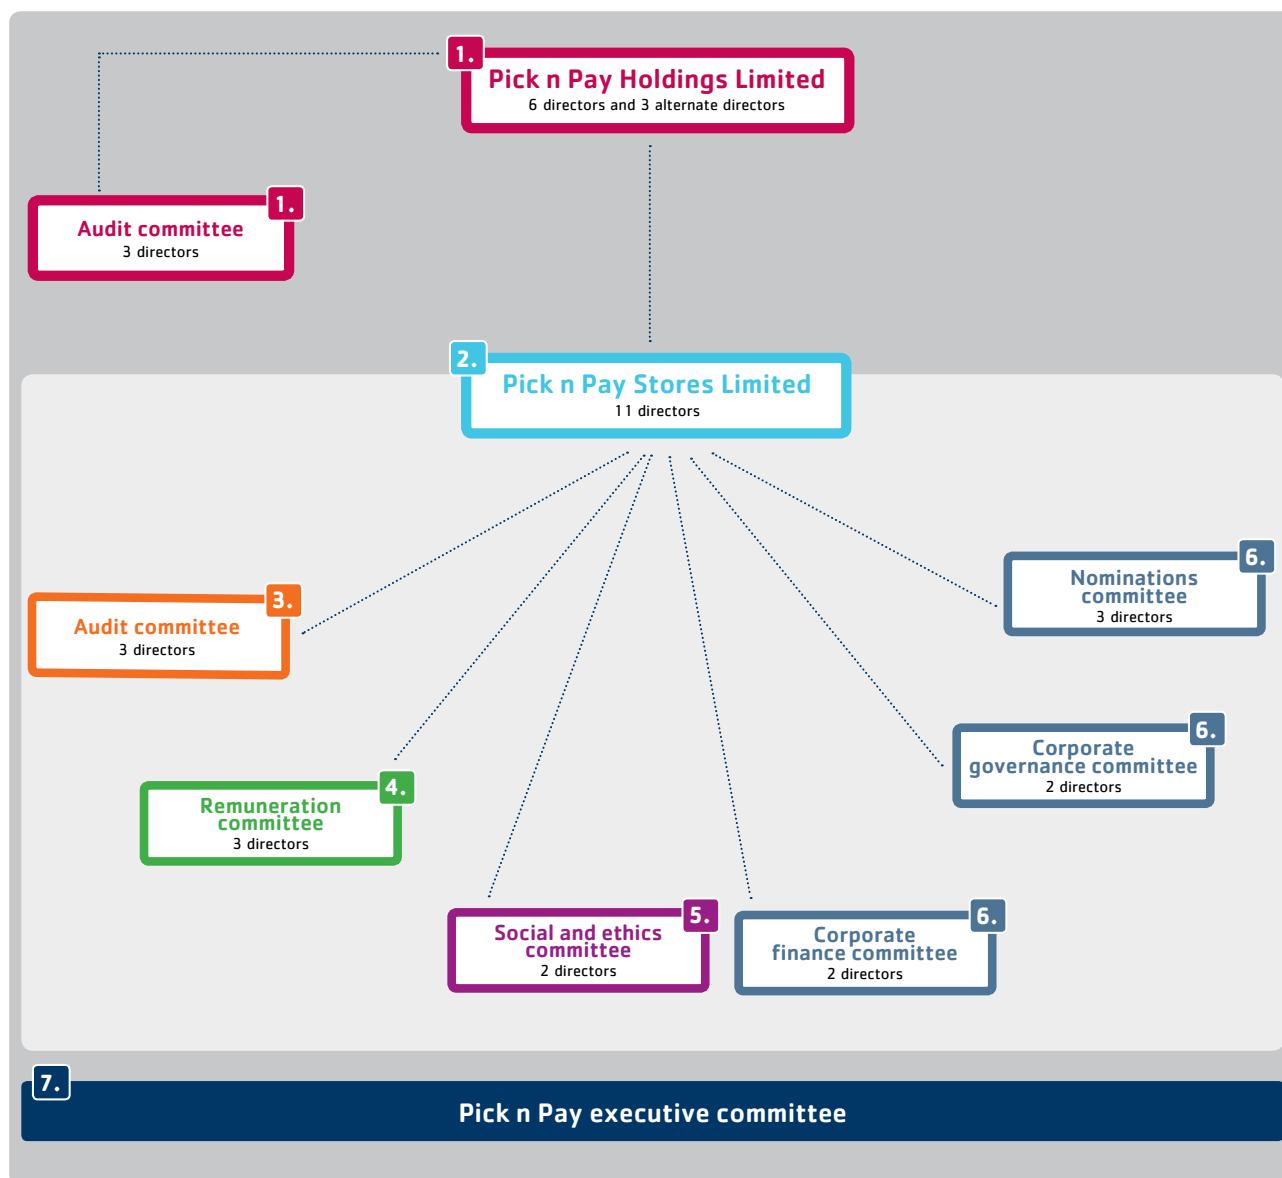 1.
Pick n Pay Holdings Limited
6 directors and 3 alternate directors
1.
Audit committee
3 directors
2.
Pick n Pay Stores Limited
11 directors
3.
Audit committee
3 directors
4.
Remuneration
committee
3 directors
5.
Social and ethics
committee
2 directors
6.
Corporate
finance committee
2 directors
6.
Corporate
governance committee
2 directors
6.
Nominations
committee
3 directors
7.
Pick n Pay executive committee